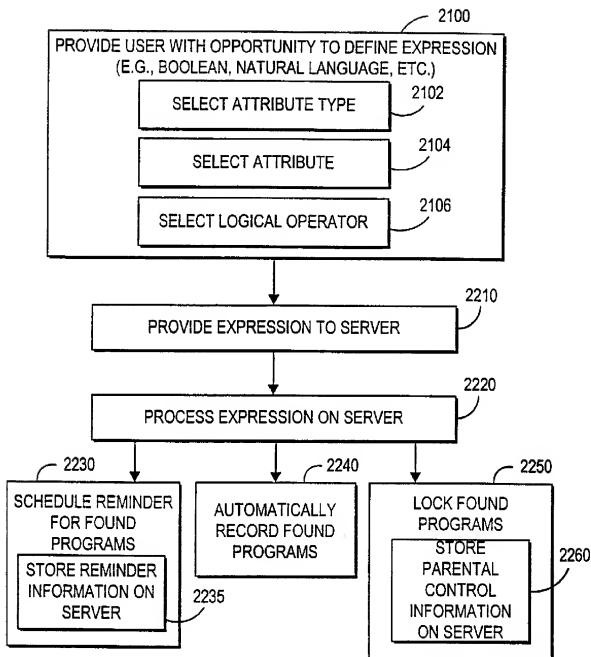 2100
PROVIDE USER WITH OPPORTUNITY TO DEFINE EXPRESSION
(E.G., BOOLEAN, NATURAL LANGUAGE, ETC.)
SELECT ATTRIBUTE TYPE
2102
SELECT ATTRIBUTE
2104
SELECT LOGICAL OPERATOR
2106
2210
PROVIDE EXPRESSION TO SERVER
2220
PROCESS EXPRESSION ON SERVER
2230
SCHEDULE REMINDER
FOR FOUND
PROGRAMS
STORE REMINDER
INFORMATION ON
SERVER
2235
2240
AUTOMATICALLY
RECORD FOUND
PROGRAMS
2250
LOCK FOUND
PROGRAMS
STORE
PARENTAL
CONTROL
INFORMATION
ON SERVER
2260